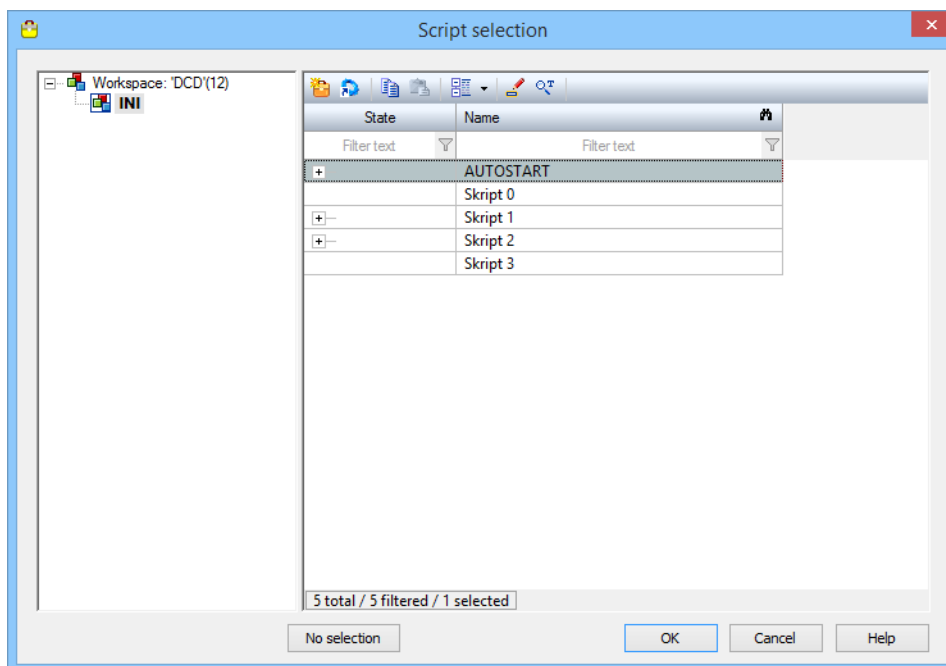 Script selection
Workspace: 'DCD'(12)
INI
State Name
Filter text Filter text
AUTOSTART
Skript 0
Skript 1
Skript 2
Skript 3
5 total / 5 filtered / 1 selected
No selection OK Cancel Help